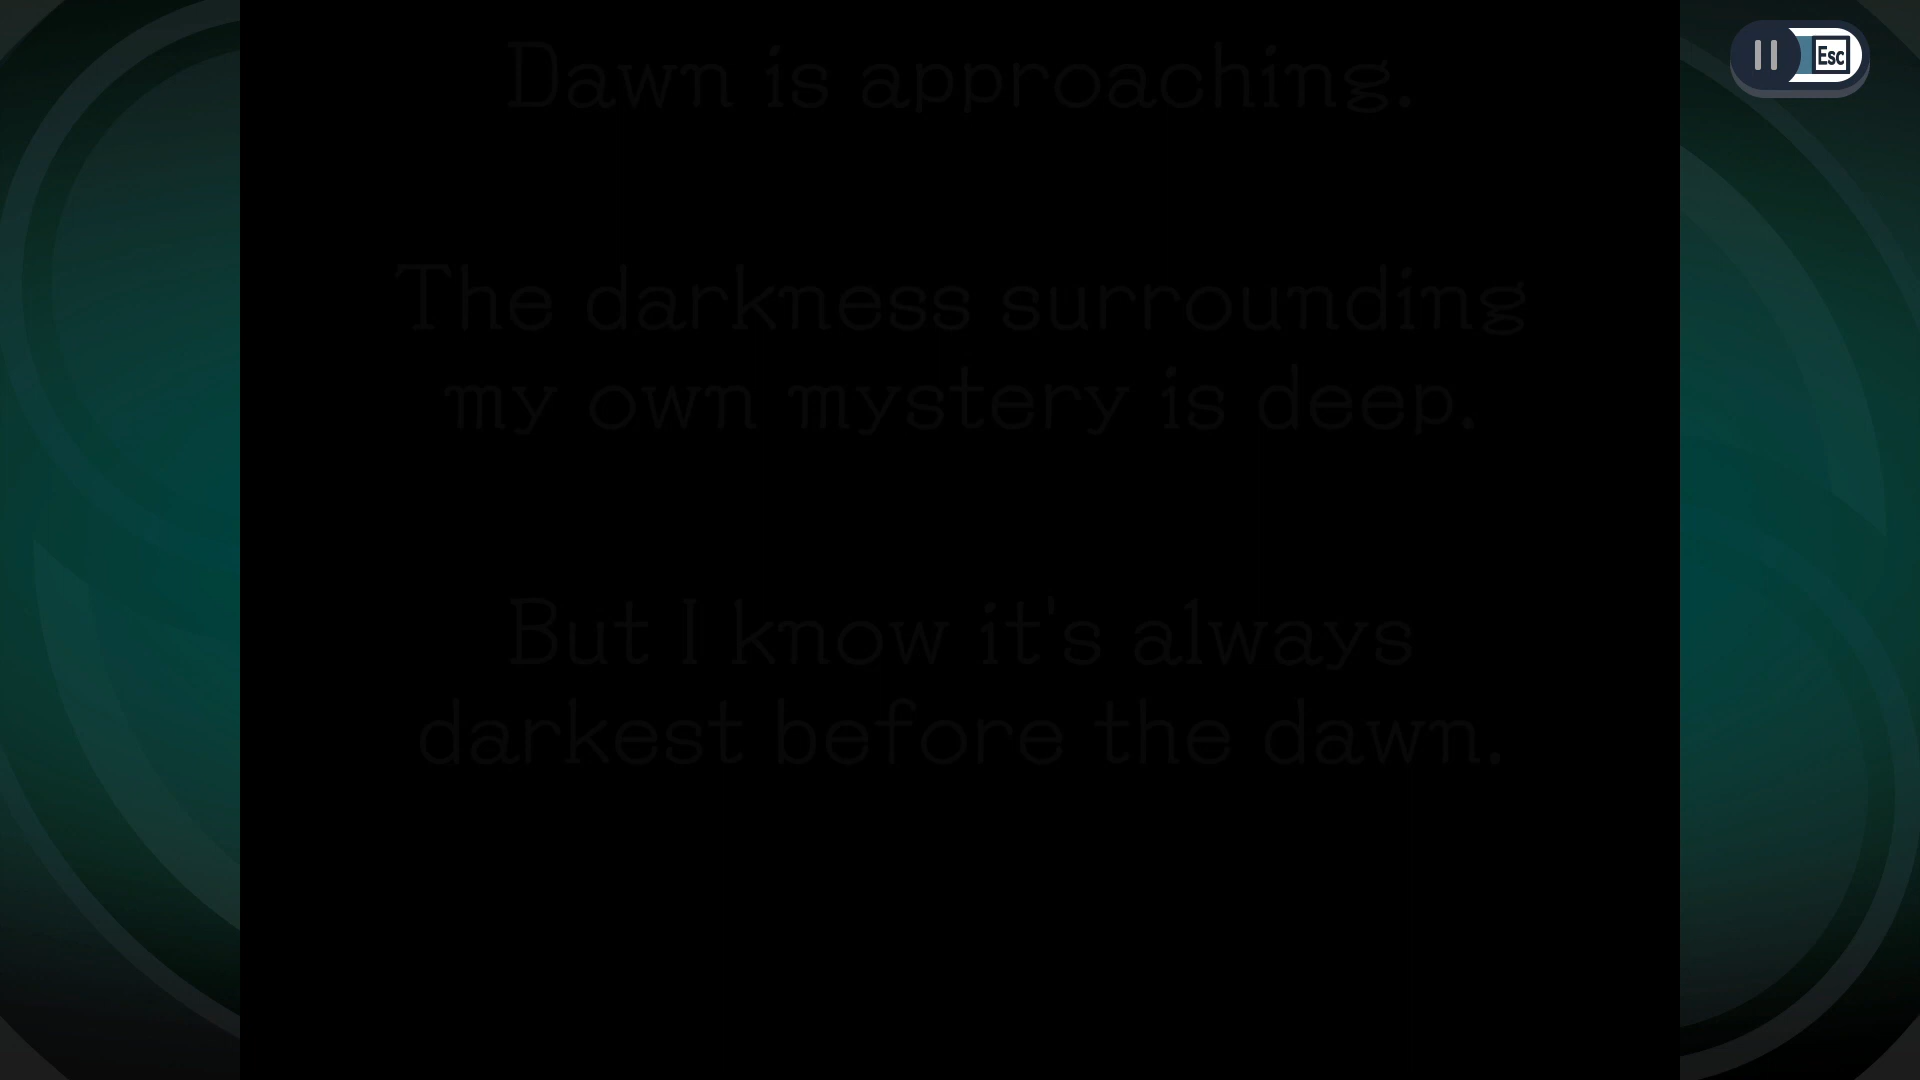 Esc
Dawn is approaching.
The darkness surrounding
my own mystery is deep.
But I know it's always
darkest before the dawn.